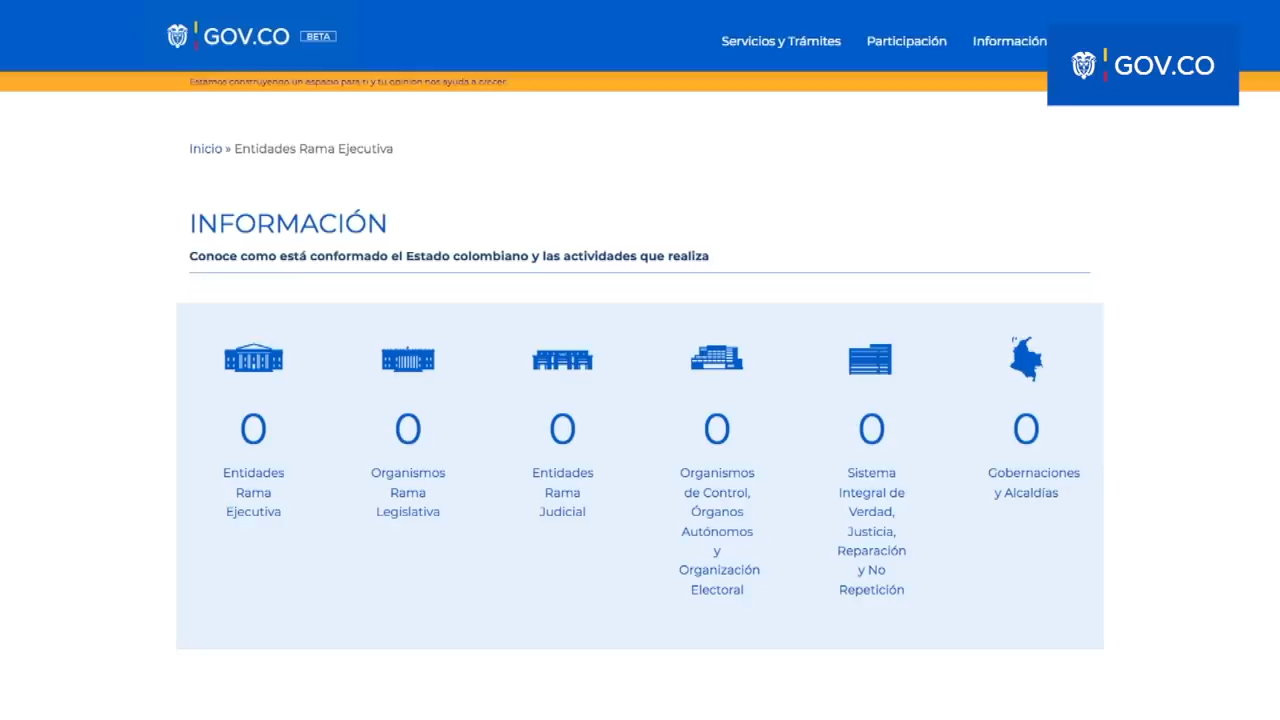 GOV.CO BETA
Servicios y Trámites Participación Información
GOV.CO
Estamos construyendo un espacio para ti y tu opinión nos ayuda a crecer.
Inicio » Entidades Rama Ejecutiva
INFORMACIÓN
Conoce como está conformado el Estado colombiano y las actividades que realiza
0
Entidades
Rama
Ejecutiva
0
Organismos
Rama
Legislativa
0
Entidades
Rama
Judicial
0
Organismos
de Control,
Órganos
Autónomos
y
Organización
Electoral
0
Sistema
Integral de
Verdad,
Justicia,
Reparación
y No
Repetición
0
Gobernaciones
y Alcaldías